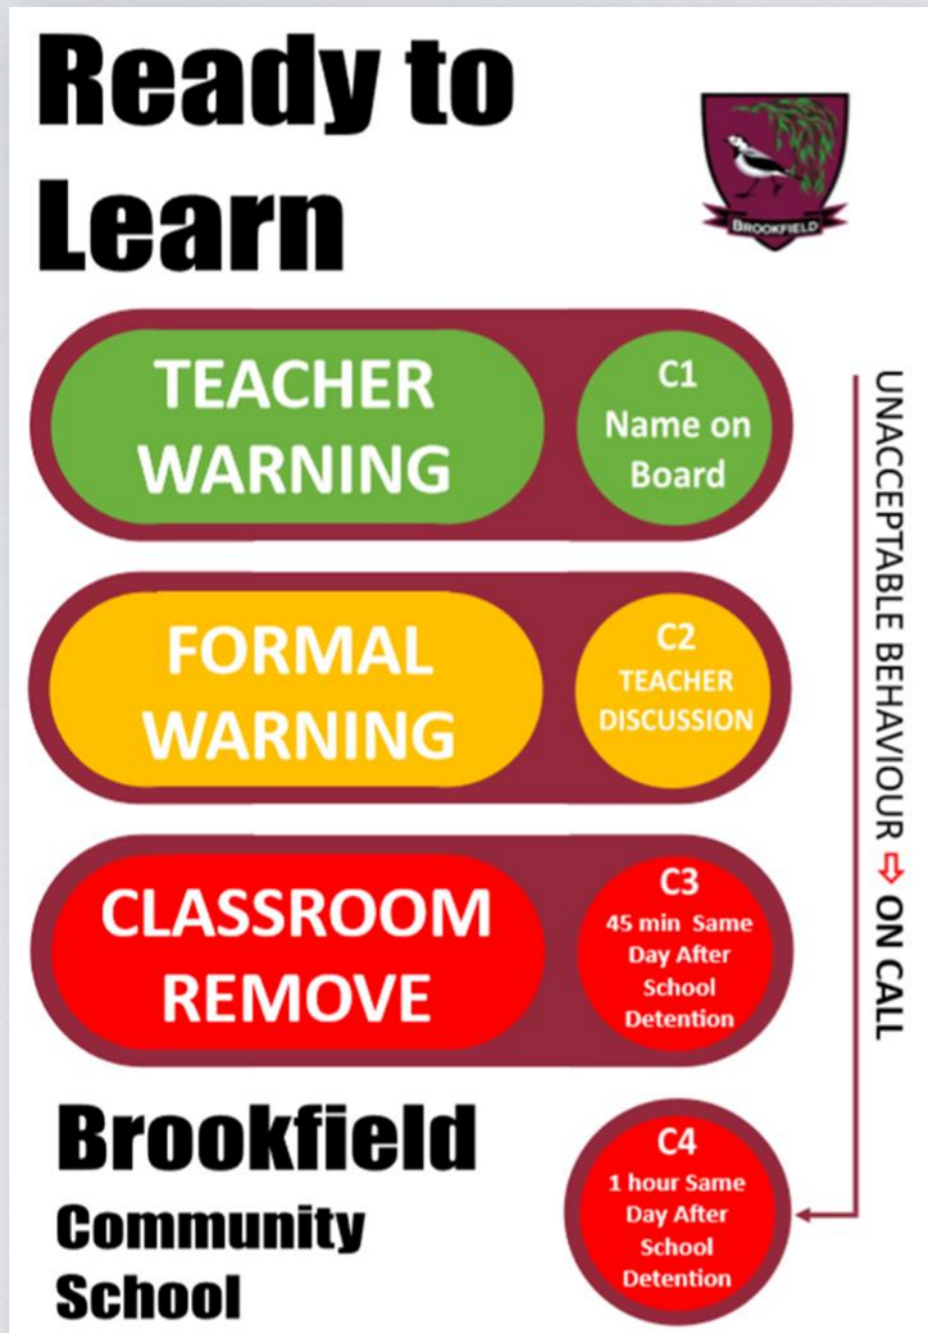 Ready to
Learn
BROOKFIELD
TEACHER
WARNING
C1
Name on
Board
FORMAL
WARNING
C2
TEACHER
DISCUSSION
CLASSROOM
REMOVE
C3
45 min Same
Day After
School
Detention
UNACCEPTABLE BEHAVIOUR ⇨ ON CALL
Brookfield
Community
School
C4
1 hour Same
Day After
School
Detention